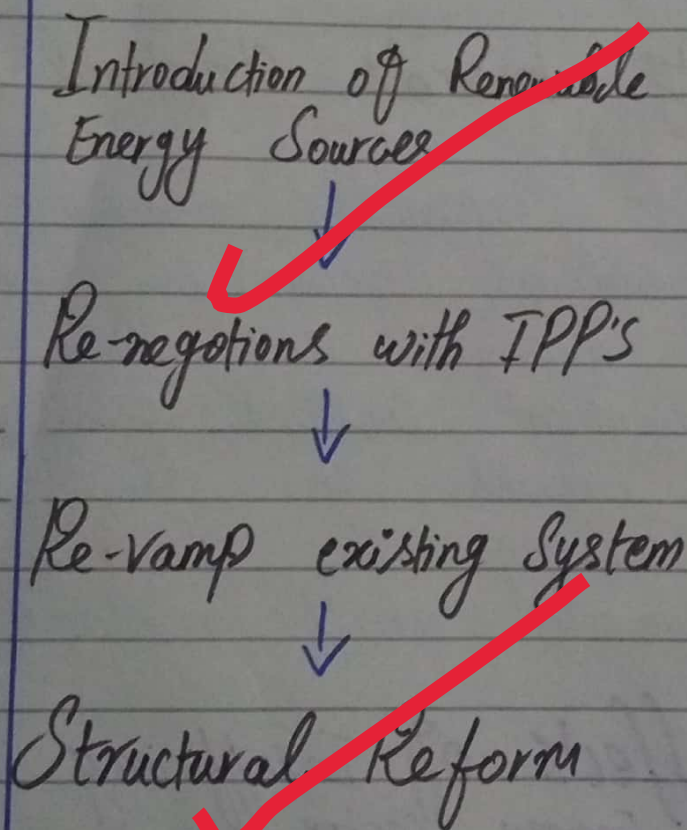 Introduction of Renewable
Energy Sources
↓
Re-negotions with IPP's
↓
Re-vamp existing System
↓
Structural Reform